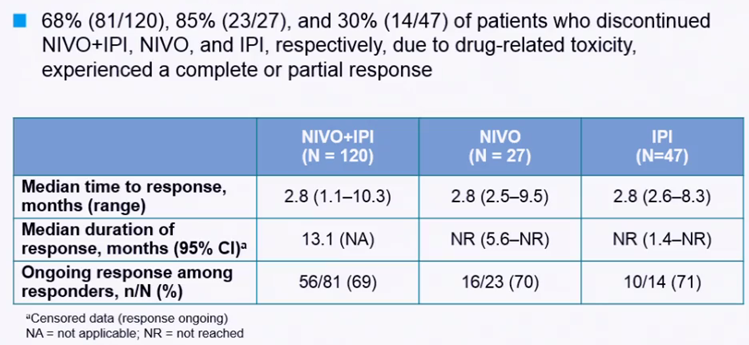 68% (81/120), 85% (23/27), and 30% (14/47) of patients who discontinued
NIVO+IPI, NIVO, and IPI, respectively, due to drug-related toxicity,
experienced a complete or partial response
NIVO+IPI
(N = 120)
NIVO
(N = 27)
IPI
(N=47)
Median time to response,
months (range)
2.8 (1.1–10.3)
2.8 (2.5–9.5)
2.8 (2.6–8.3)
Median duration of
response, months (95% CI)ᵃ
13.1 (NA)
NR (5.6–NR)
NR (1.4–NR)
Ongoing response among
responders, n/N (%)
56/81 (69)
16/23 (70)
10/14 (71)
ᵃCensored data (response ongoing)
NA = not applicable; NR = not reached